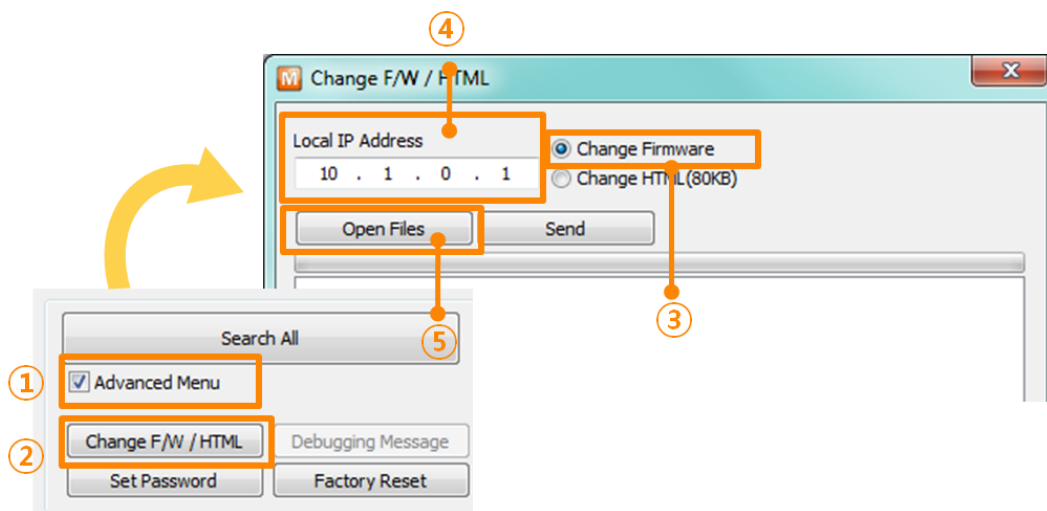 ④
M Change F/W / HTML
x
Local IP Address
10 . 1 . 0 . 1
Change Firmware
Change HTML(80KB)
Open Files
Send
③
⑤
Search All
①
Advanced Menu
②
Change F/W / HTML
Debugging Message
Set Password
Factory Reset